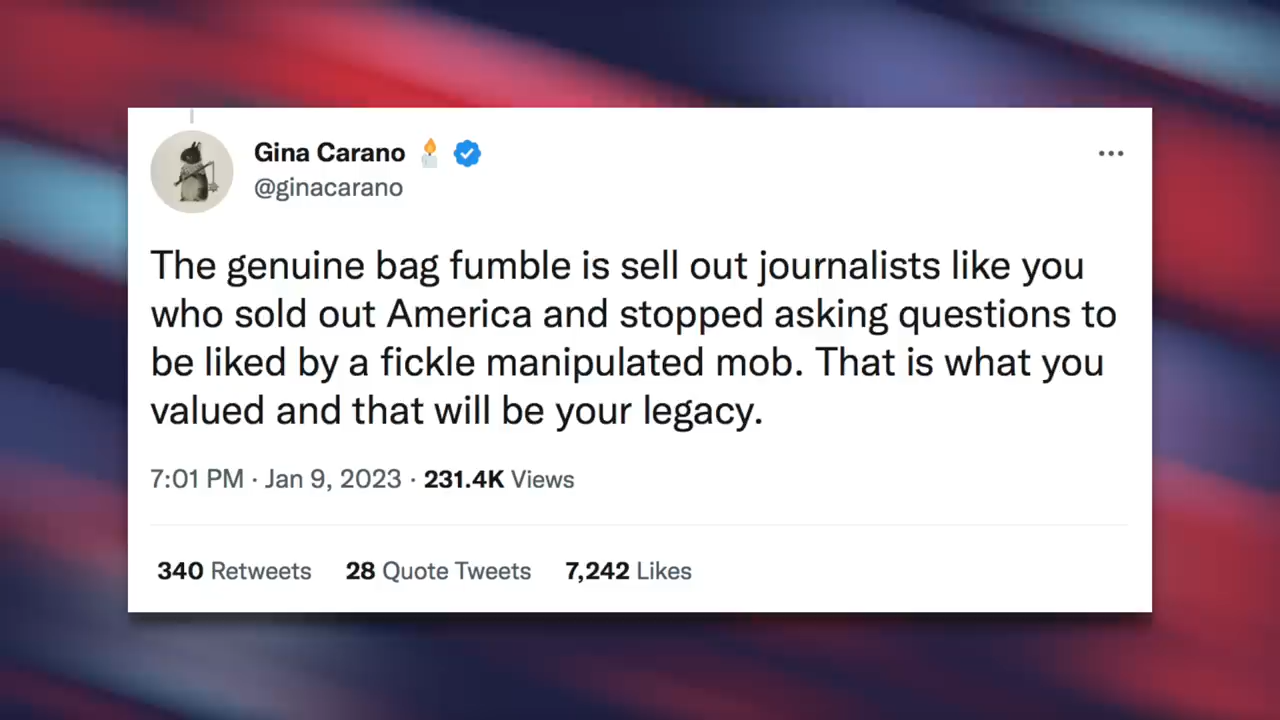 Gina Carano 🕯️
@ginacarano
The genuine bag fumble is sell out journalists like you
who sold out America and stopped asking questions to
be liked by a fickle manipulated mob. That is what you
valued and that will be your legacy.
7:01 PM · Jan 9, 2023 · 231.4K Views
340 Retweets 28 Quote Tweets 7,242 Likes